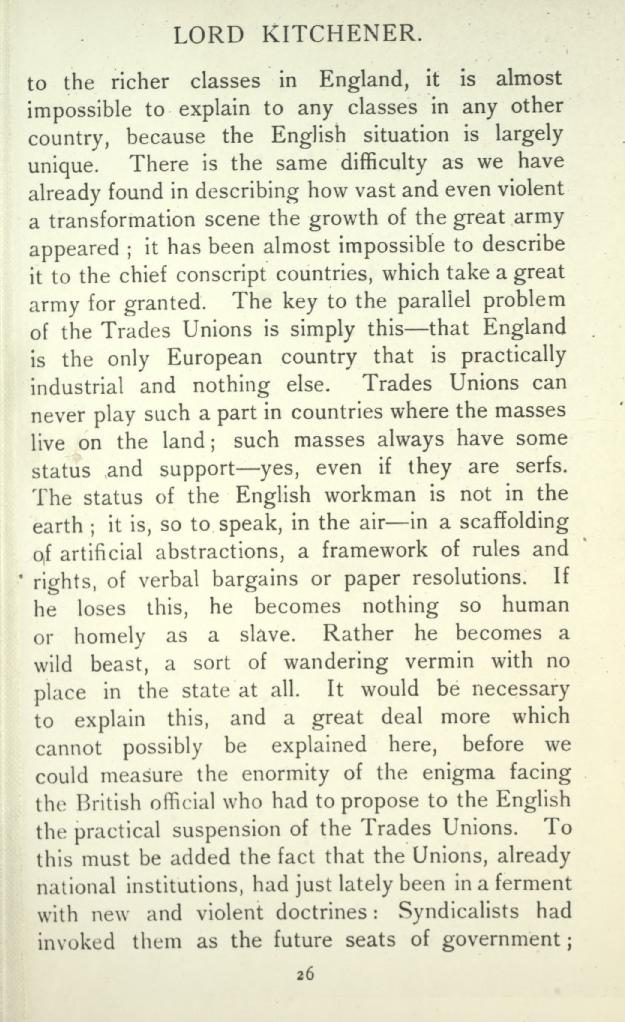 LORD KITCHENER.
to the richer classes in England, it is almost
impossible to explain to any classes in any other
country, because the English situation is largely
unique. There is the same difficulty as we have
already found in describing how vast and even violent
a transformation scene the growth of the great army
appeared ; it has been almost impossible to describe
it to the chief conscript countries, which take a great
army for granted. The key to the parallel problem
of the Trades Unions is simply this—that England
is the only European country that is practically
industrial and nothing else. Trades Unions can
never play such a part in countries where the masses
live on the land ; such masses always have some
status and support—yes, even if they are serfs.
The status of the English workman is not in the
earth ; it is, so to speak, in the air—in a scaffolding
of artificial abstractions, a framework of rules and
rights, of verbal bargains or paper resolutions. If
he loses this, he becomes nothing so human
or homely as a slave. Rather he becomes a
wild beast, a sort of wandering vermin with no
place in the state at all. It would be necessary
to explain this, and a great deal more which
cannot possibly be explained here, before we
could measure the enormity of the enigma facing
the British official who had to propose to the English
the practical suspension of the Trades Unions. To
this must be added the fact that the Unions, already
national institutions, had just lately been in a ferment
with new and violent doctrines : Syndicalists had
invoked them as the future seats of government ;
26